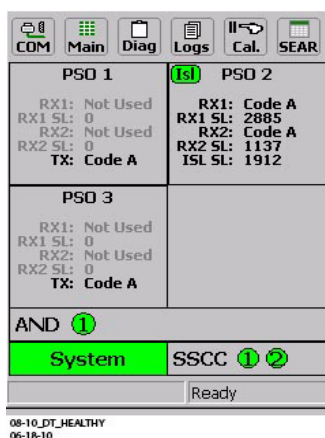 COM Main Diag Logs Cal. SEAR
PSO 1
RX1: Not Used
RX1 SL: 0
RX2: Not Used
RX2 SL: 0
TX: Code A
Isl PSO 2
RX1: Code A
RX1 SL: 2885
RX2: Code A
RX2 SL: 1137
ISL SL: 1912
PSO 3
RX1: Not Used
RX1 SL: 0
RX2: Not Used
RX2 SL: 0
TX: Code A
AND 1
System SSCC 1 2
Ready
08-10_DT_HEALTHY
06-18-10